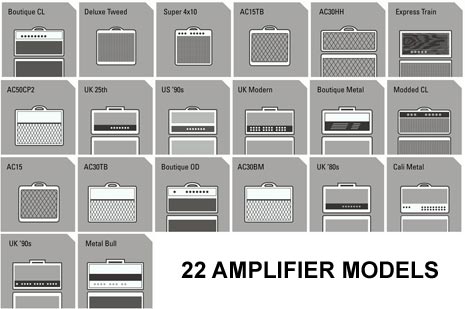 Boutique CL
Deluxe Tweed
Super 4x10
AC15TB
AC30HH
Express Train
AC50CP2
UK 25th
US '90s
UK Modern
Boutique Metal
Modded CL
AC15
AC30TB
Boutique OD
AC30BM
UK '80s
Cali Metal
UK '90s
Metal Bull
22 AMPLIFIER MODELS